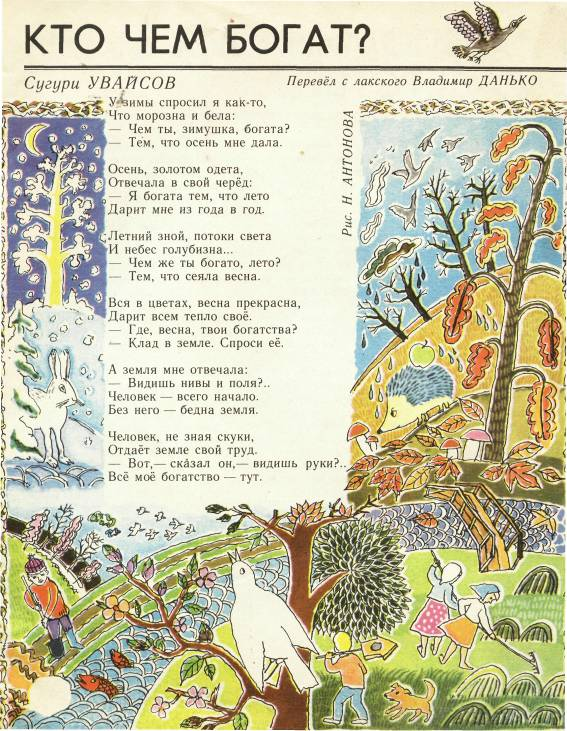 КТО ЧЕМ БОГАТ?
Сугури УВАЙСОВ
Перевёл с лакского Владимир ДАНЬКО
Рис. Н. АНТОНОВА
У зимы спросил я как-то,
Что морозна и бела:
— Чем ты, зимушка, богата?
— Тем, что осень мне дала.
Осень, золотом одета,
Отвечала в свой черёд:
— Я богата тем, что лето
Дарит мне из года в год.
Летний зной, потоки света
И небес голубизна...
— Чем же ты богато, лето?
— Тем, что сеяла весна.
Вся в цветах, весна прекрасна,
Дарит всем тепло своё.
— Где, весна, твои богатства?
— Клад в земле. Спроси её.
А земля мне отвечала:
— Видишь нивы и поля?..
Человек — всего начало.
Без него — бедна земля.
Человек, не зная скуки,
Отдаёт земле свой труд.
— Вот,— ска́зал он,— видишь руки?..
Всё моё богатство — тут.